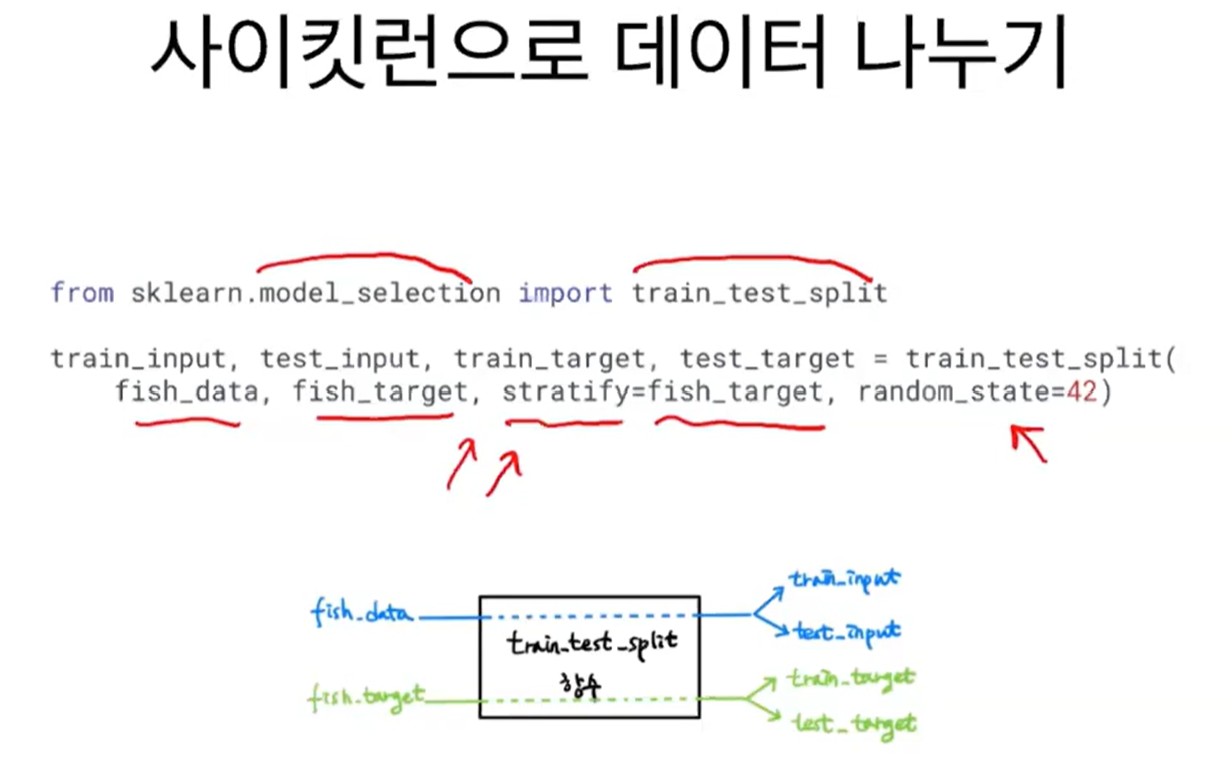 사이킷런으로 데이터 나누기
from sklearn.model_selection import train_test_split
train_input, test_input, train_target, test_target = train_test_split(
fish_data, fish_target, stratify=fish_target, random_state=42)
fish_data
train_test_split
함수
train_input
test_input
fish_target
train_target
test_target